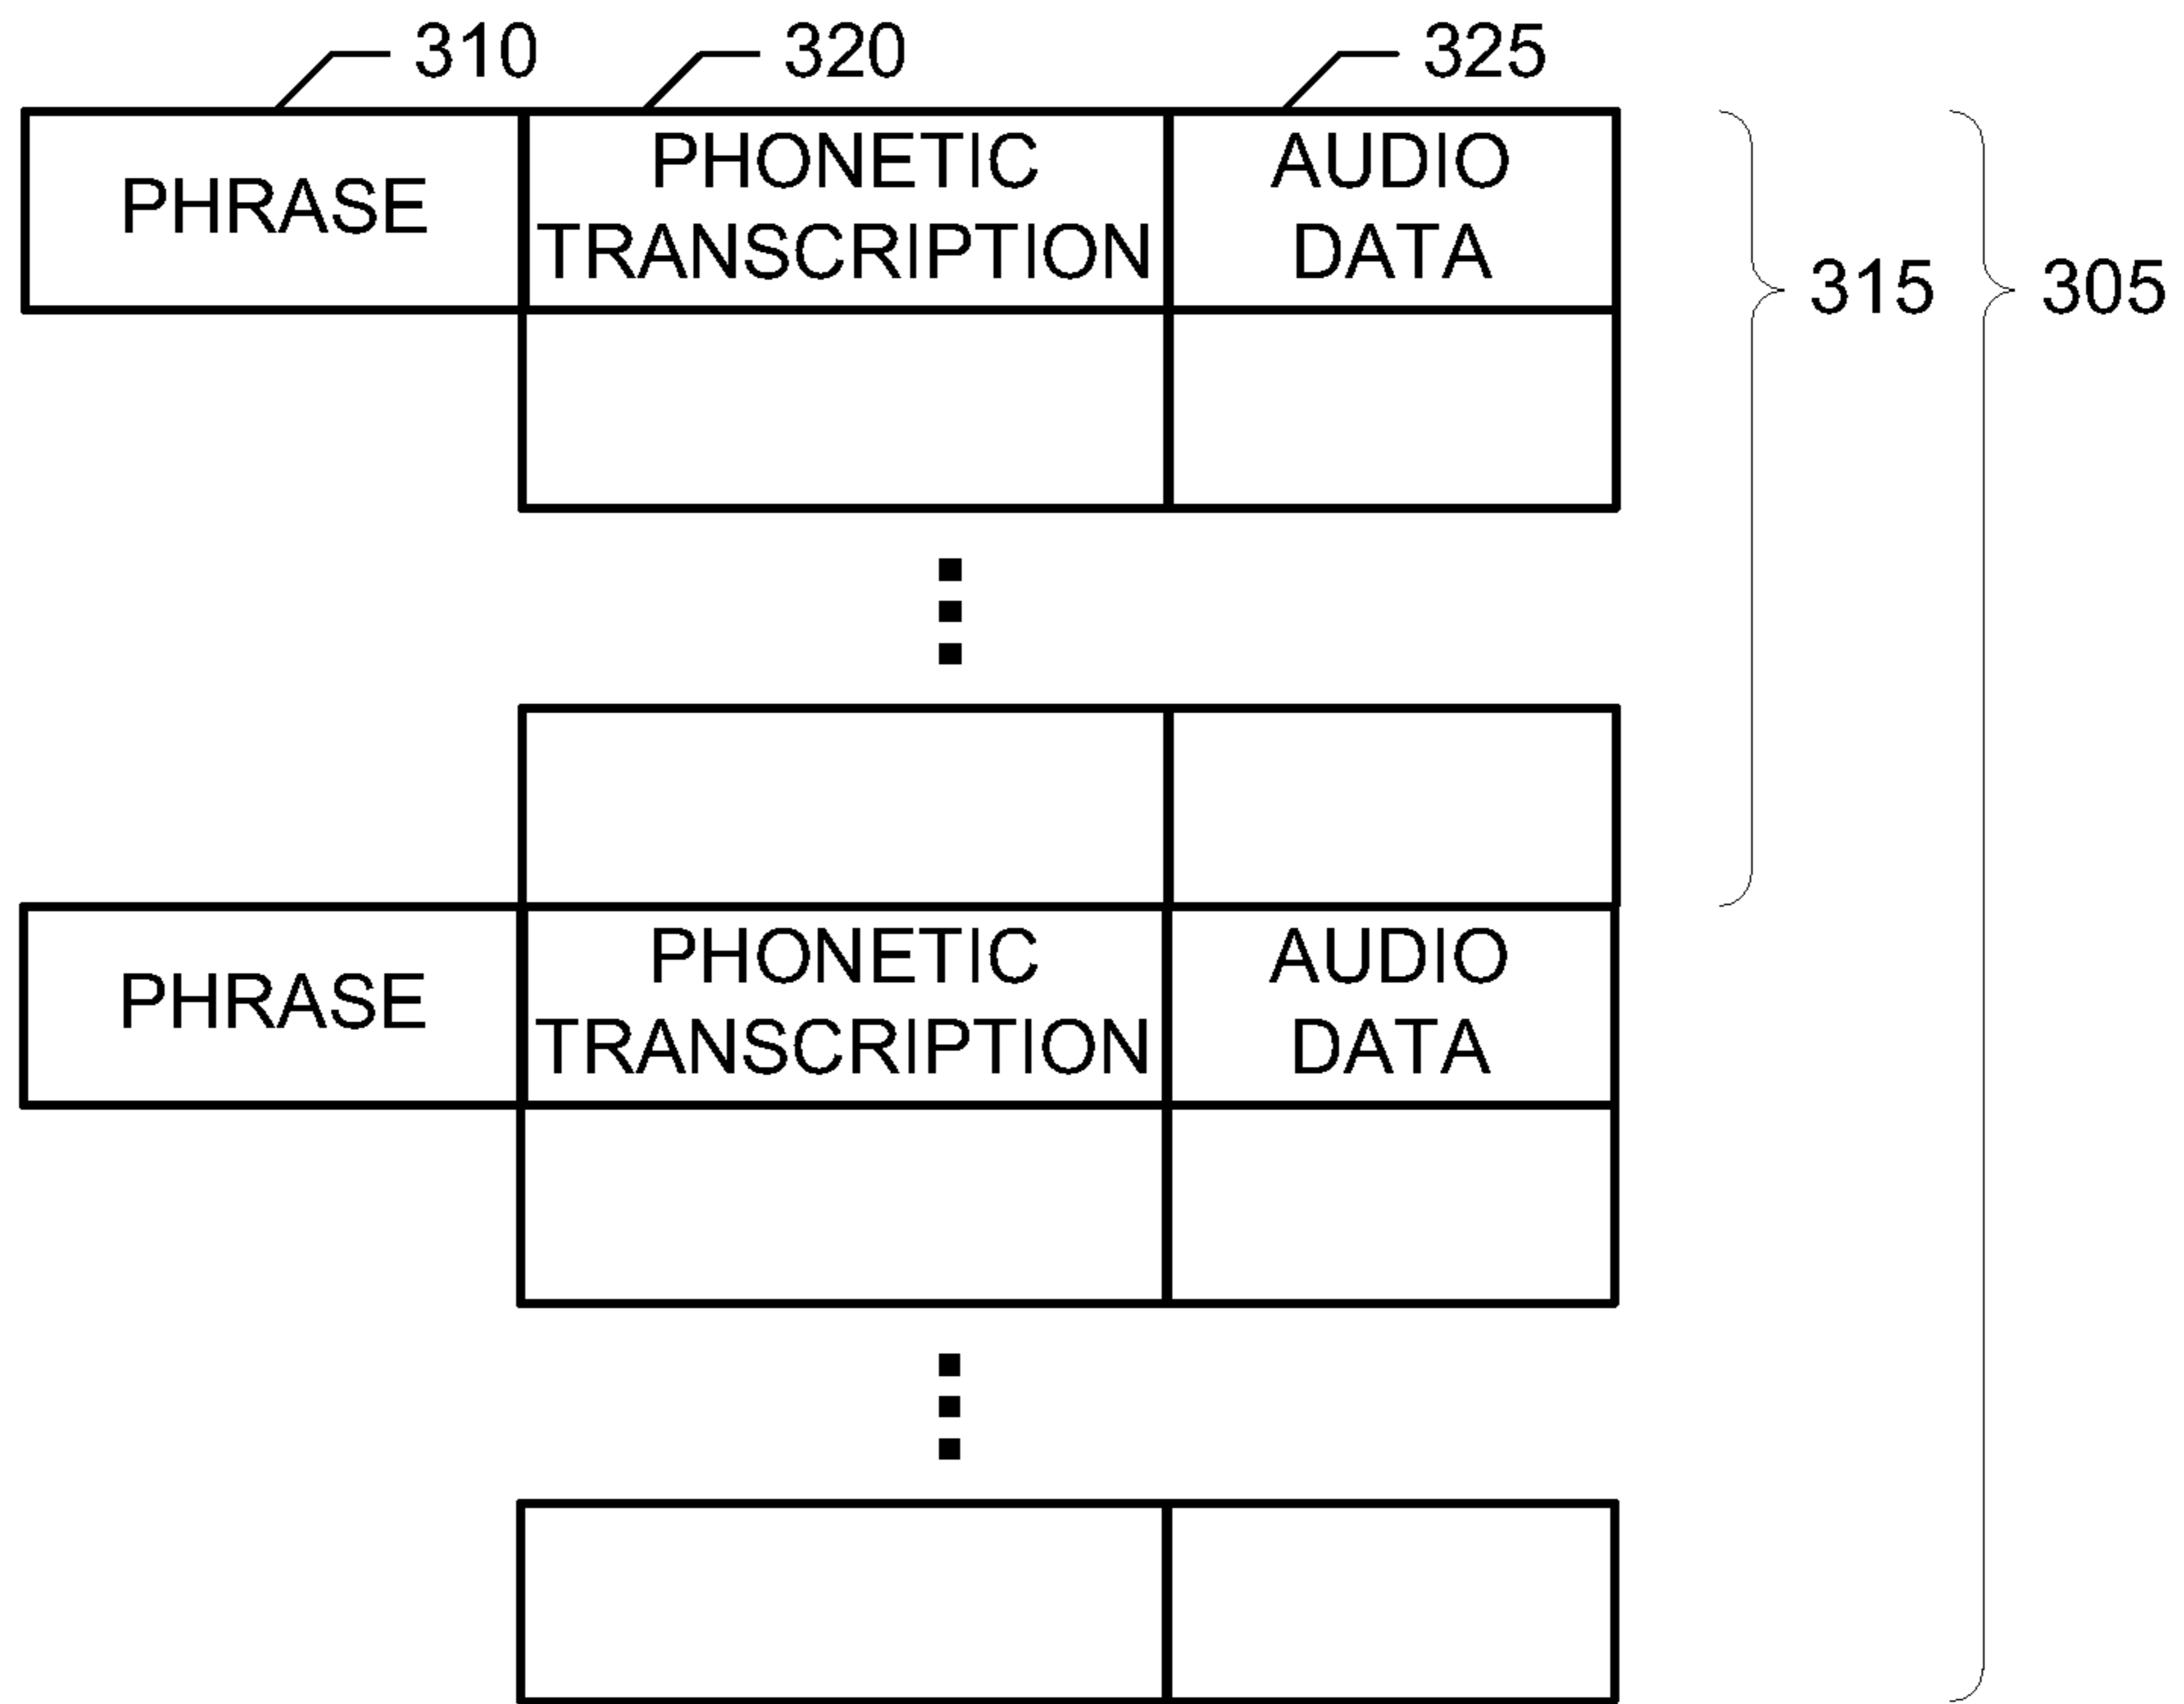 310
320
325
PHRASE
PHONETIC
TRANSCRIPTION
AUDIO
DATA
315
305
PHRASE
PHONETIC
TRANSCRIPTION
AUDIO
DATA